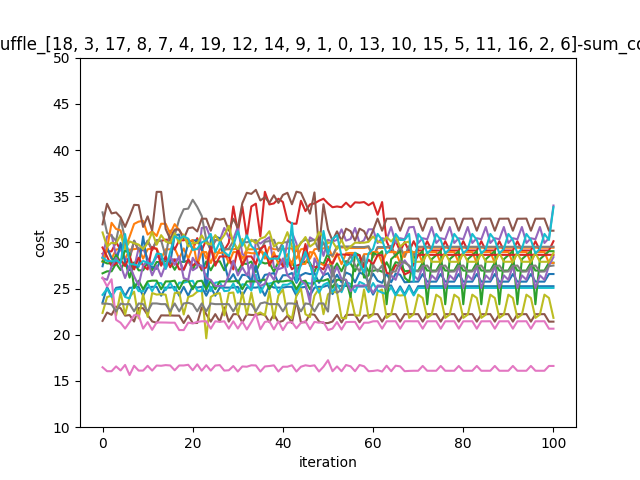 uffle_[18, 3, 17, 8, 7, 4, 19, 12, 14, 9, 1, 0, 13, 10, 15, 5, 11, 16, 2, 6]-sum_co
50
45
40
35
30
25
20
15
10
cost
0 20 40 60 80 100
iteration